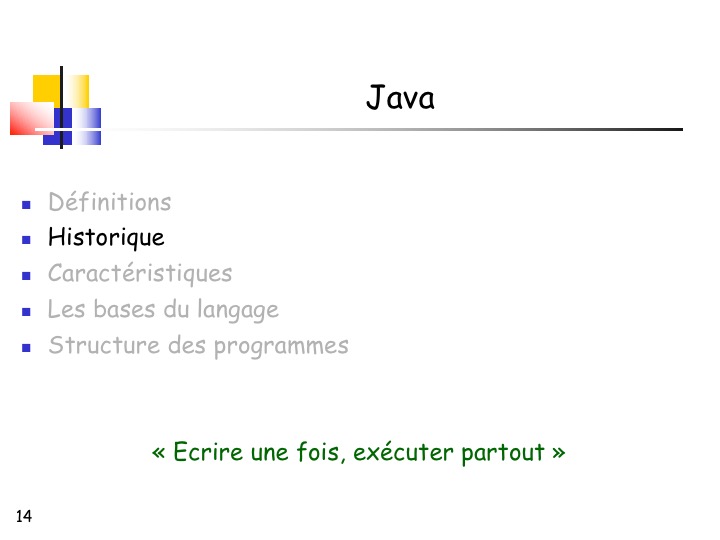 Java
Définitions
Historique
Caractéristiques
Les bases du langage
Structure des programmes
« Ecrire une fois, exécuter partout »
14